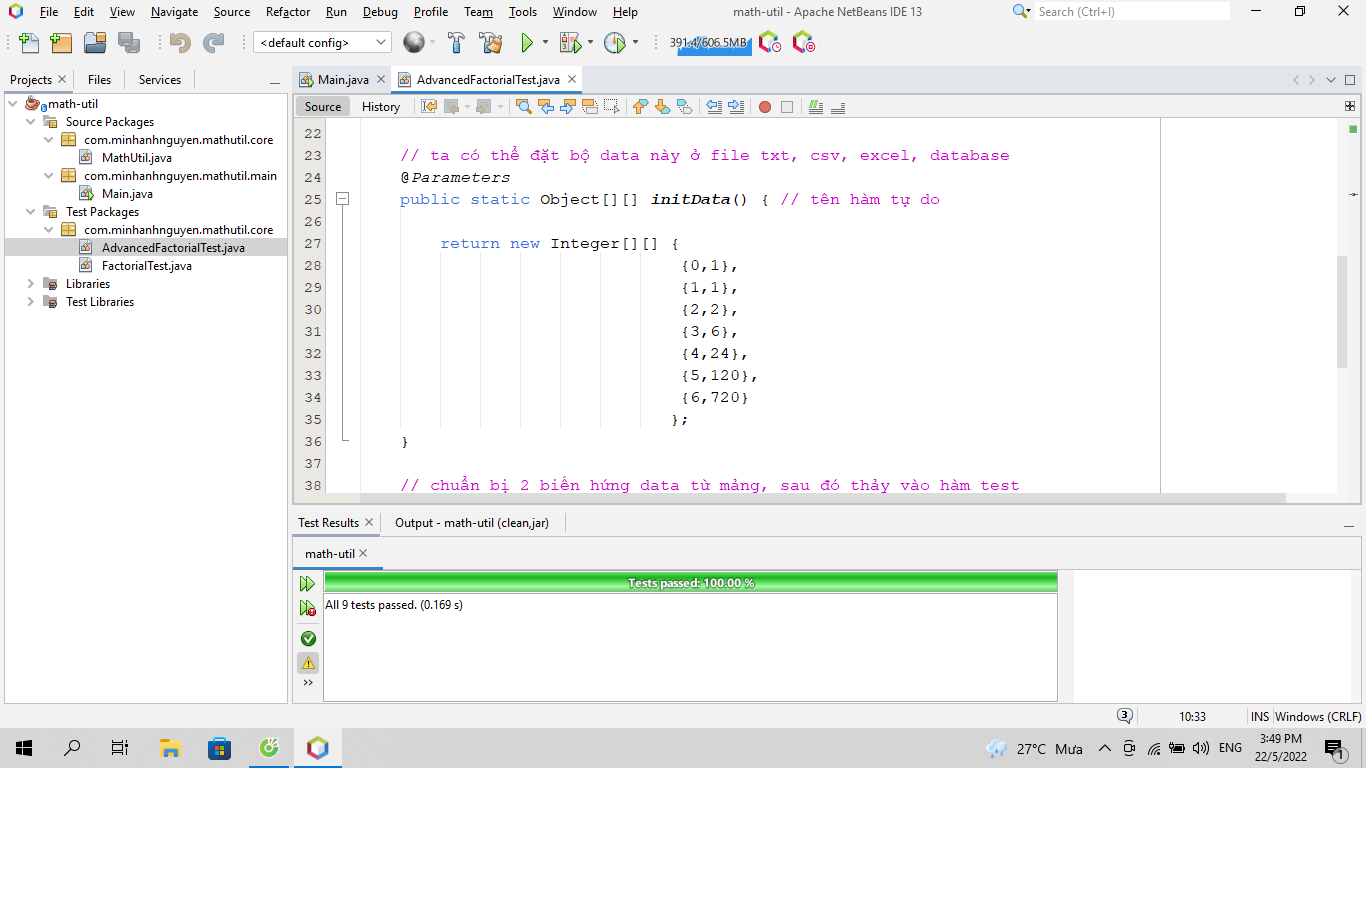 File Edit View Navigate Source Refactor Run Debug Profile Team Tools Window Help math-util - Apache NetBeans IDE 13 Search (Ctrl+I)
<default config> 391.4/606.5MB
Projects Files Services Main.java AdvancedFactorialTest.java
Source History
math-util
Source Packages
com.minhanhnguyen.mathutil.core
MathUtil.java
com.minhanhnguyen.mathutil.main
Main.java
Test Packages
com.minhanhnguyen.mathutil.core
AdvancedFactorialTest.java
FactorialTest.java
Libraries
Test Libraries
22
23 // ta có thể đặt bộ data này ở file txt, csv, excel, database
24 @Parameters
25 public static Object[][] initData() { // tên hàm tự do
26
27 return new Integer[][] {
28 {0,1},
29 {1,1},
30 {2,2},
31 {3,6},
32 {4,24},
33 {5,120},
34 {6,720}
35 };
36 }
37
38 // chuẩn bị 2 biến hứng data từ mảng, sau đó thảy vào hàm test
Test Results Output - math-util (clean,jar)
math-util
Tests passed: 100.00 %
All 9 tests passed. (0.169 s)
3 10:33 INS Windows (CRLF)
27°C Mưa ENG 3:49 PM
22/5/2022 1